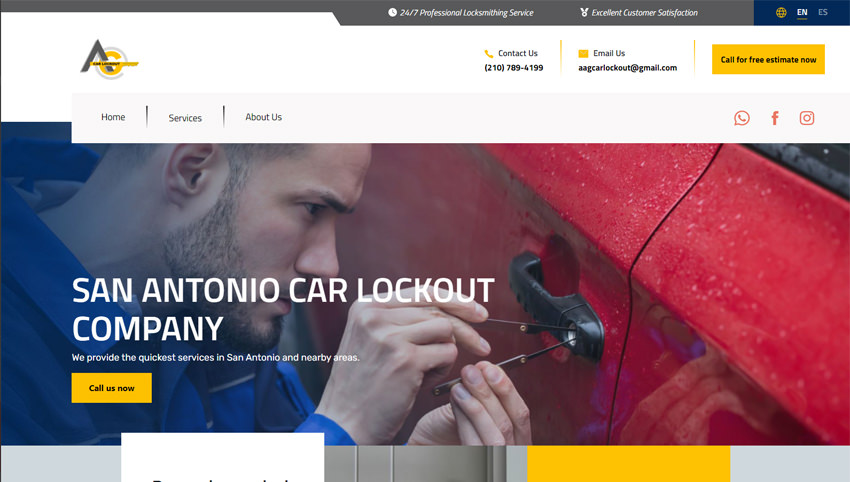 24/7 Professional Locksmithing Service
Excellent Customer Satisfaction
EN
ES
CAR LOCKOUT
Contact Us
(210) 789-4199
Email Us
aagcarlockout@gmail.com
Call for free estimate now
Home
Services
About Us
SAN ANTONIO CAR LOCKOUT
COMPANY
We provide the quickest services in San Antonio and nearby areas.
Call us now